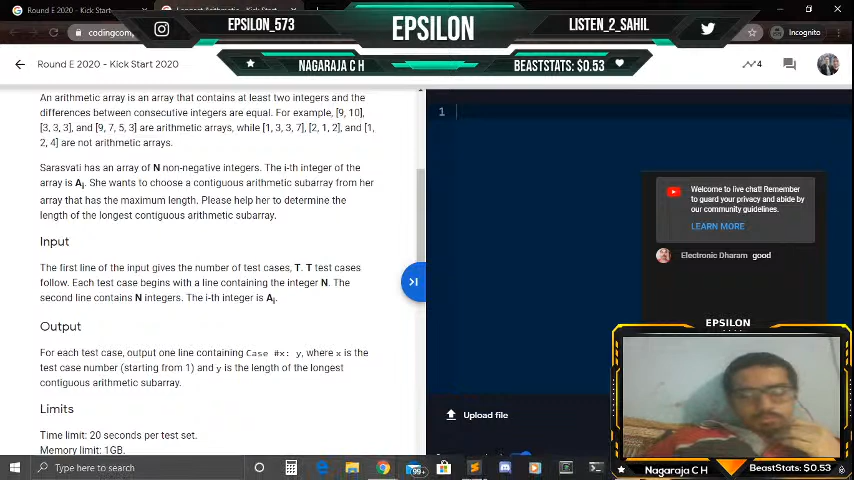 Round E 2020 - Kick Start 2020
Longest Arithmetic - Kick Start
EPSILON_573
EPSILON
LISTEN_2_SAHIL
codingcom
Incognito
NAGARAJA C H
BEASTSTATS: $0.53
Round E 2020 - Kick Start 2020
4
An arithmetic array is an array that contains at least two integers and the
differences between consecutive integers are equal. For example, [9, 10],
[3, 3, 3], and [9, 7, 5, 3] are arithmetic arrays, while [1, 3, 3, 7], [2, 1, 2], and [1,
2, 4] are not arithmetic arrays.
Sarasvati has an array of N non-negative integers. The i-th integer of the
array is Ai. She wants to choose a contiguous arithmetic subarray from her
array that has the maximum length. Please help her to determine the
length of the longest contiguous arithmetic subarray.
Input
The first line of the input gives the number of test cases, T. T test cases
follow. Each test case begins with a line containing the integer N. The
second line contains N integers. The i-th integer is Ai.
Output
For each test case, output one line containing Case #x: y, where x is the
test case number (starting from 1) and y is the length of the longest
contiguous arithmetic subarray.
Limits
Time limit: 20 seconds per test set.
Memory limit: 1GB.
1
Welcome to live chat! Remember
to guard your privacy and abide by
our community guidelines.
LEARN MORE
Electronic Dharam good
EPSILON
Upload file
Nagaraja C H
BeastStats: $0.53
Type here to search
99+